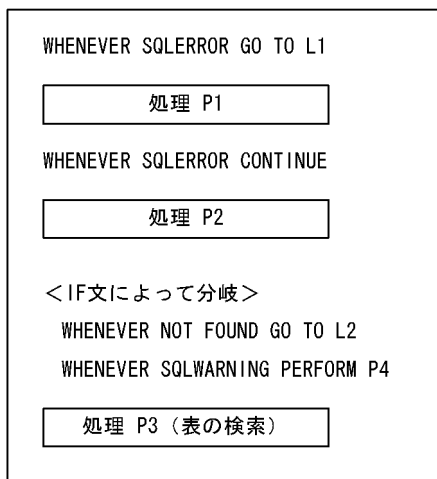 WHENEVER SQLERROR GO TO L1
処理 P1
WHENEVER SQLERROR CONTINUE
処理 P2
＜IF文によって分岐＞
WHENEVER NOT FOUND GO TO L2
WHENEVER SQLWARNING PERFORM P4
処理 P3（表の検索）